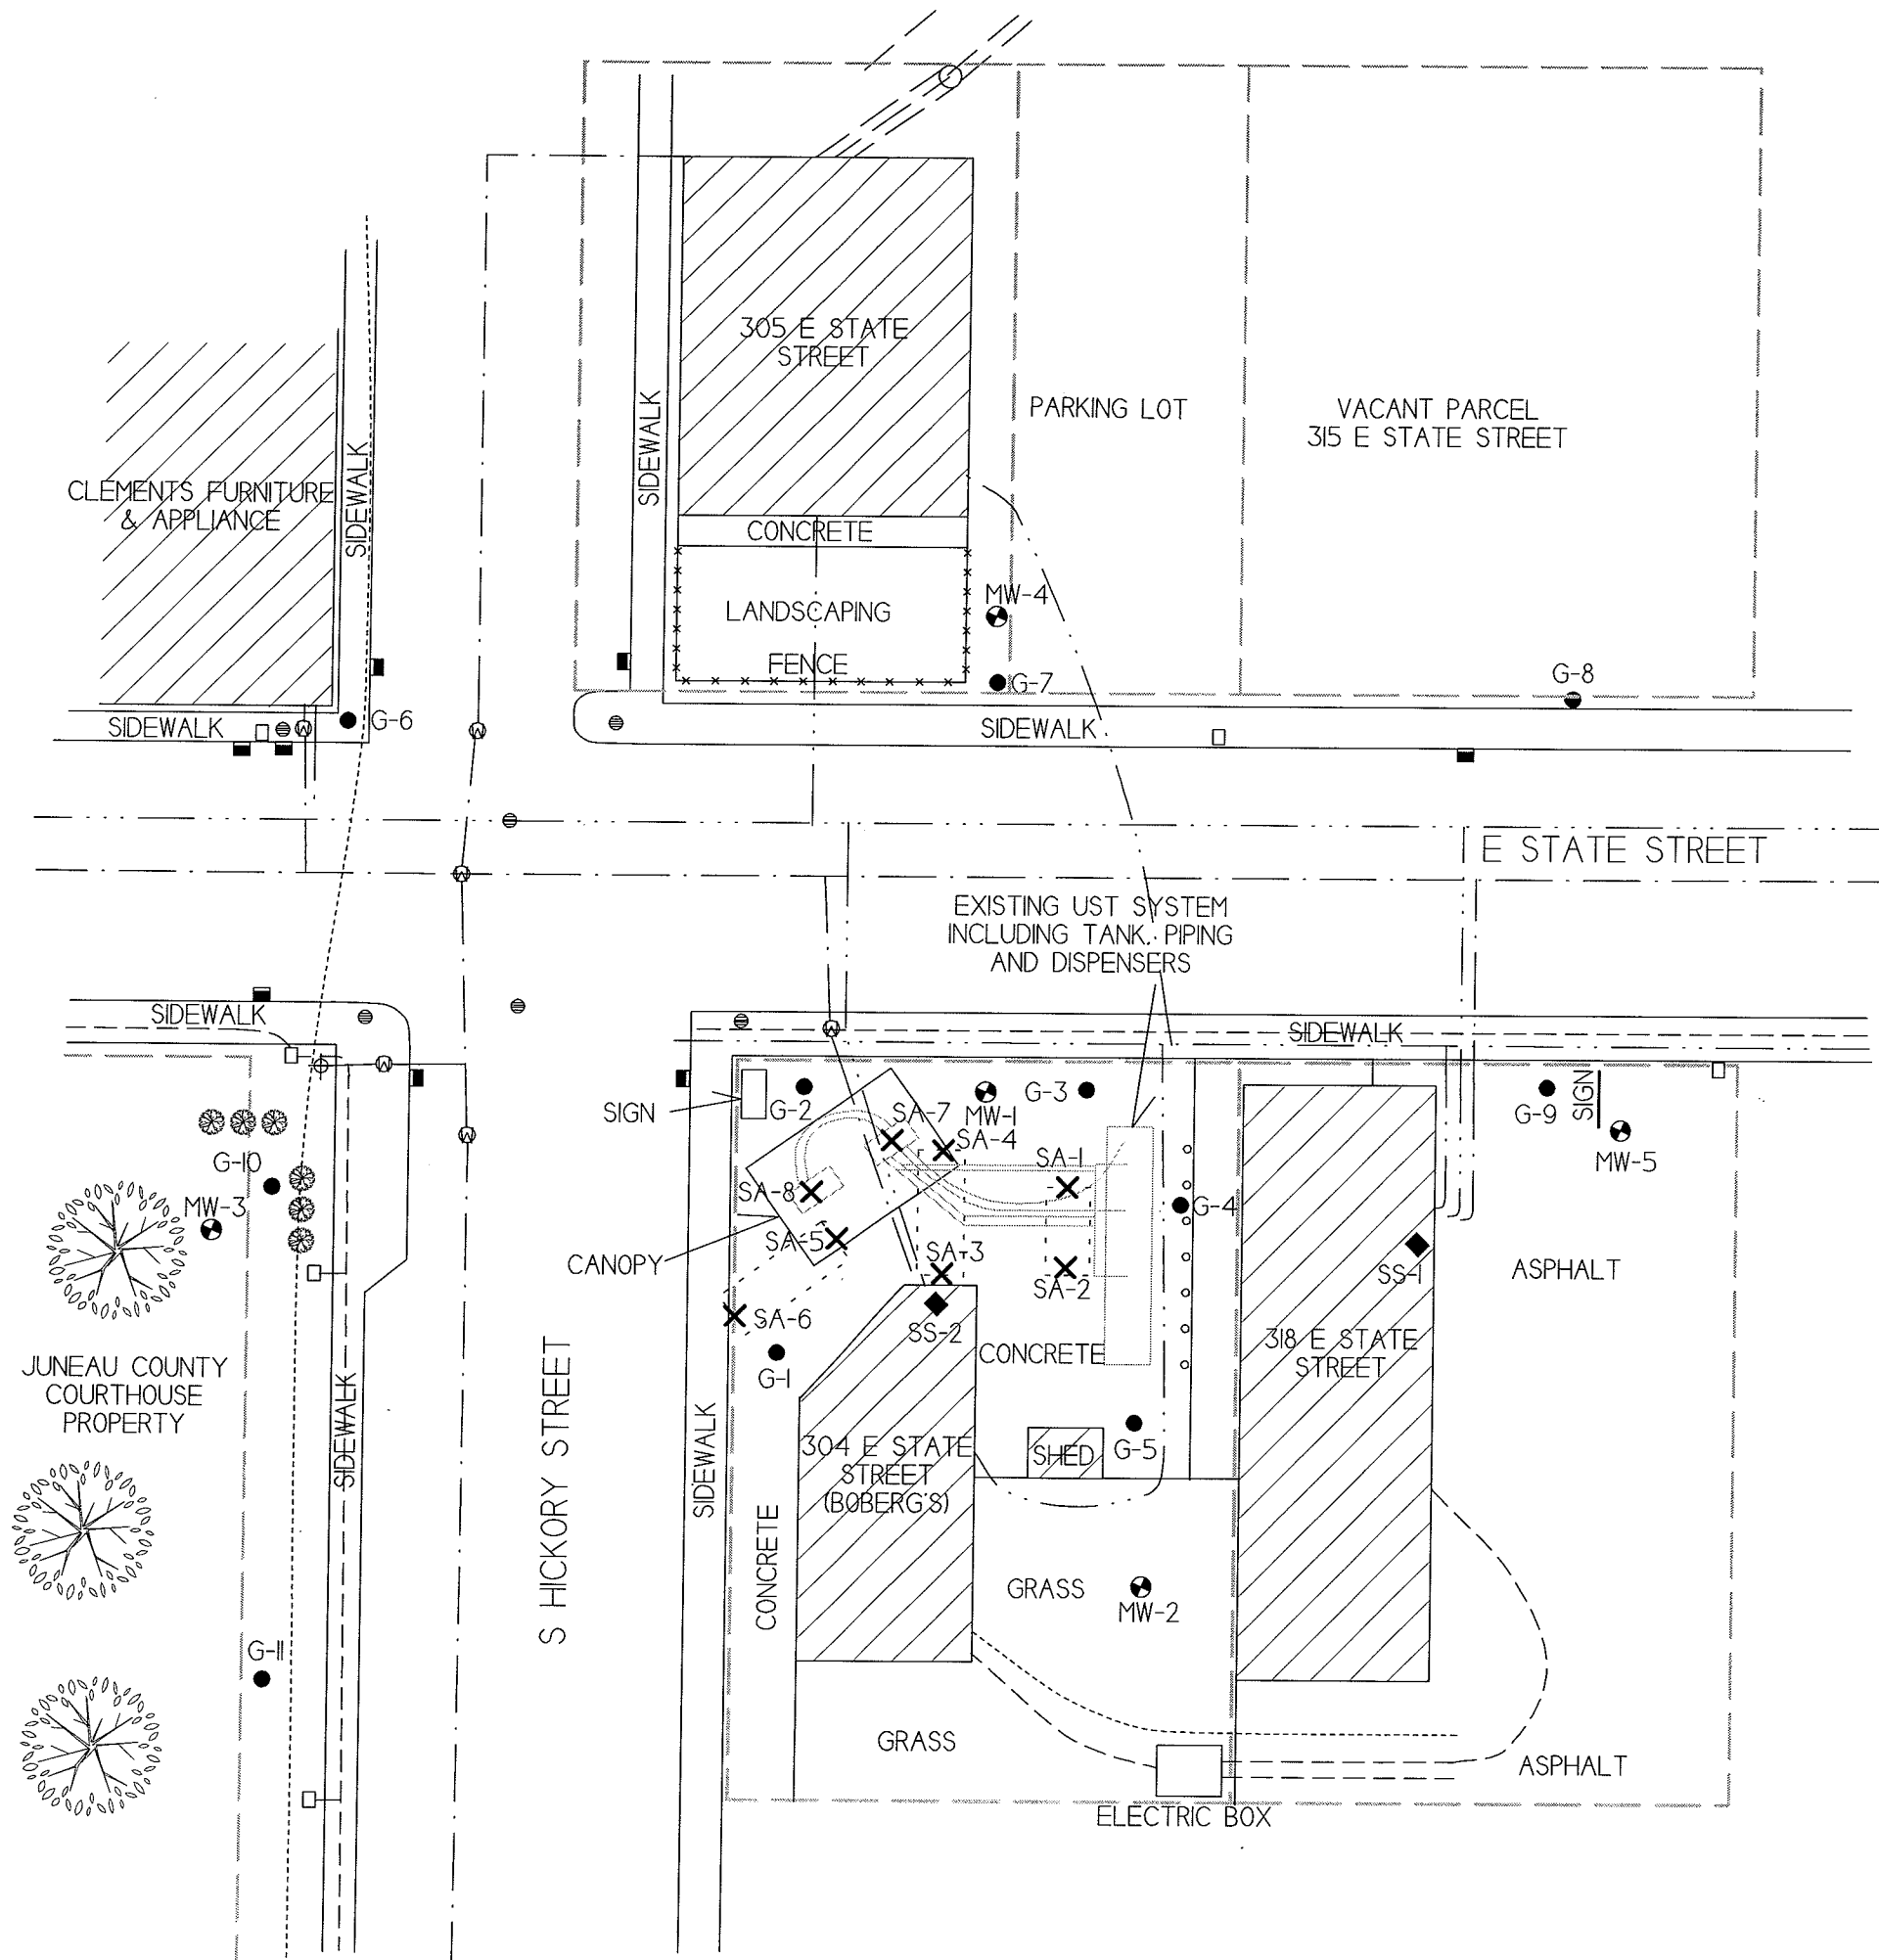 305 E STATE
STREET
SIDEWALK
PARKING LOT
VACANT PARCEL
315 E STATE STREET
CLEMENTS FURNITURE
& APPLIANCE
SIDEWALK
CONCRETE
MW-4
LANDSCAPING
FENCE
G-7
G-8
G-6
SIDEWALK
SIDEWALK
W
W
W
E STATE STREET
EXISTING UST SYSTEM
INCLUDING TANK, PIPING
AND DISPENSERS
SIDEWALK
W
SIDEWALK
W
W
SIGN
G-2
MW-1
G-3
G-9
SIGN
MW-5
SA-7
SA-4
SA-1
G-10
MW-3
SA-8
G-4
SA-5
CANOPY
SA-3
SA-2
SS-1
ASPHALT
SA-6
SS-2
CONCRETE
318 E STATE
STREET
G-1
JUNEAU COUNTY
COURTHOUSE
PROPERTY
SIDEWALK
S HICKORY STREET
SIDEWALK
304 E STATE
STREET
(BOBERG'S)
SHED
G-5
CONCRETE
GRASS
MW-2
G-11
GRASS
ASPHALT
ELECTRIC BOX